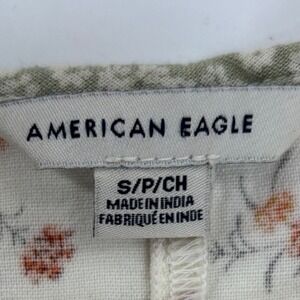 AMERICAN EAGLE
S/P/CH
MADE IN INDIA
FABRIQUÉ EN INDE